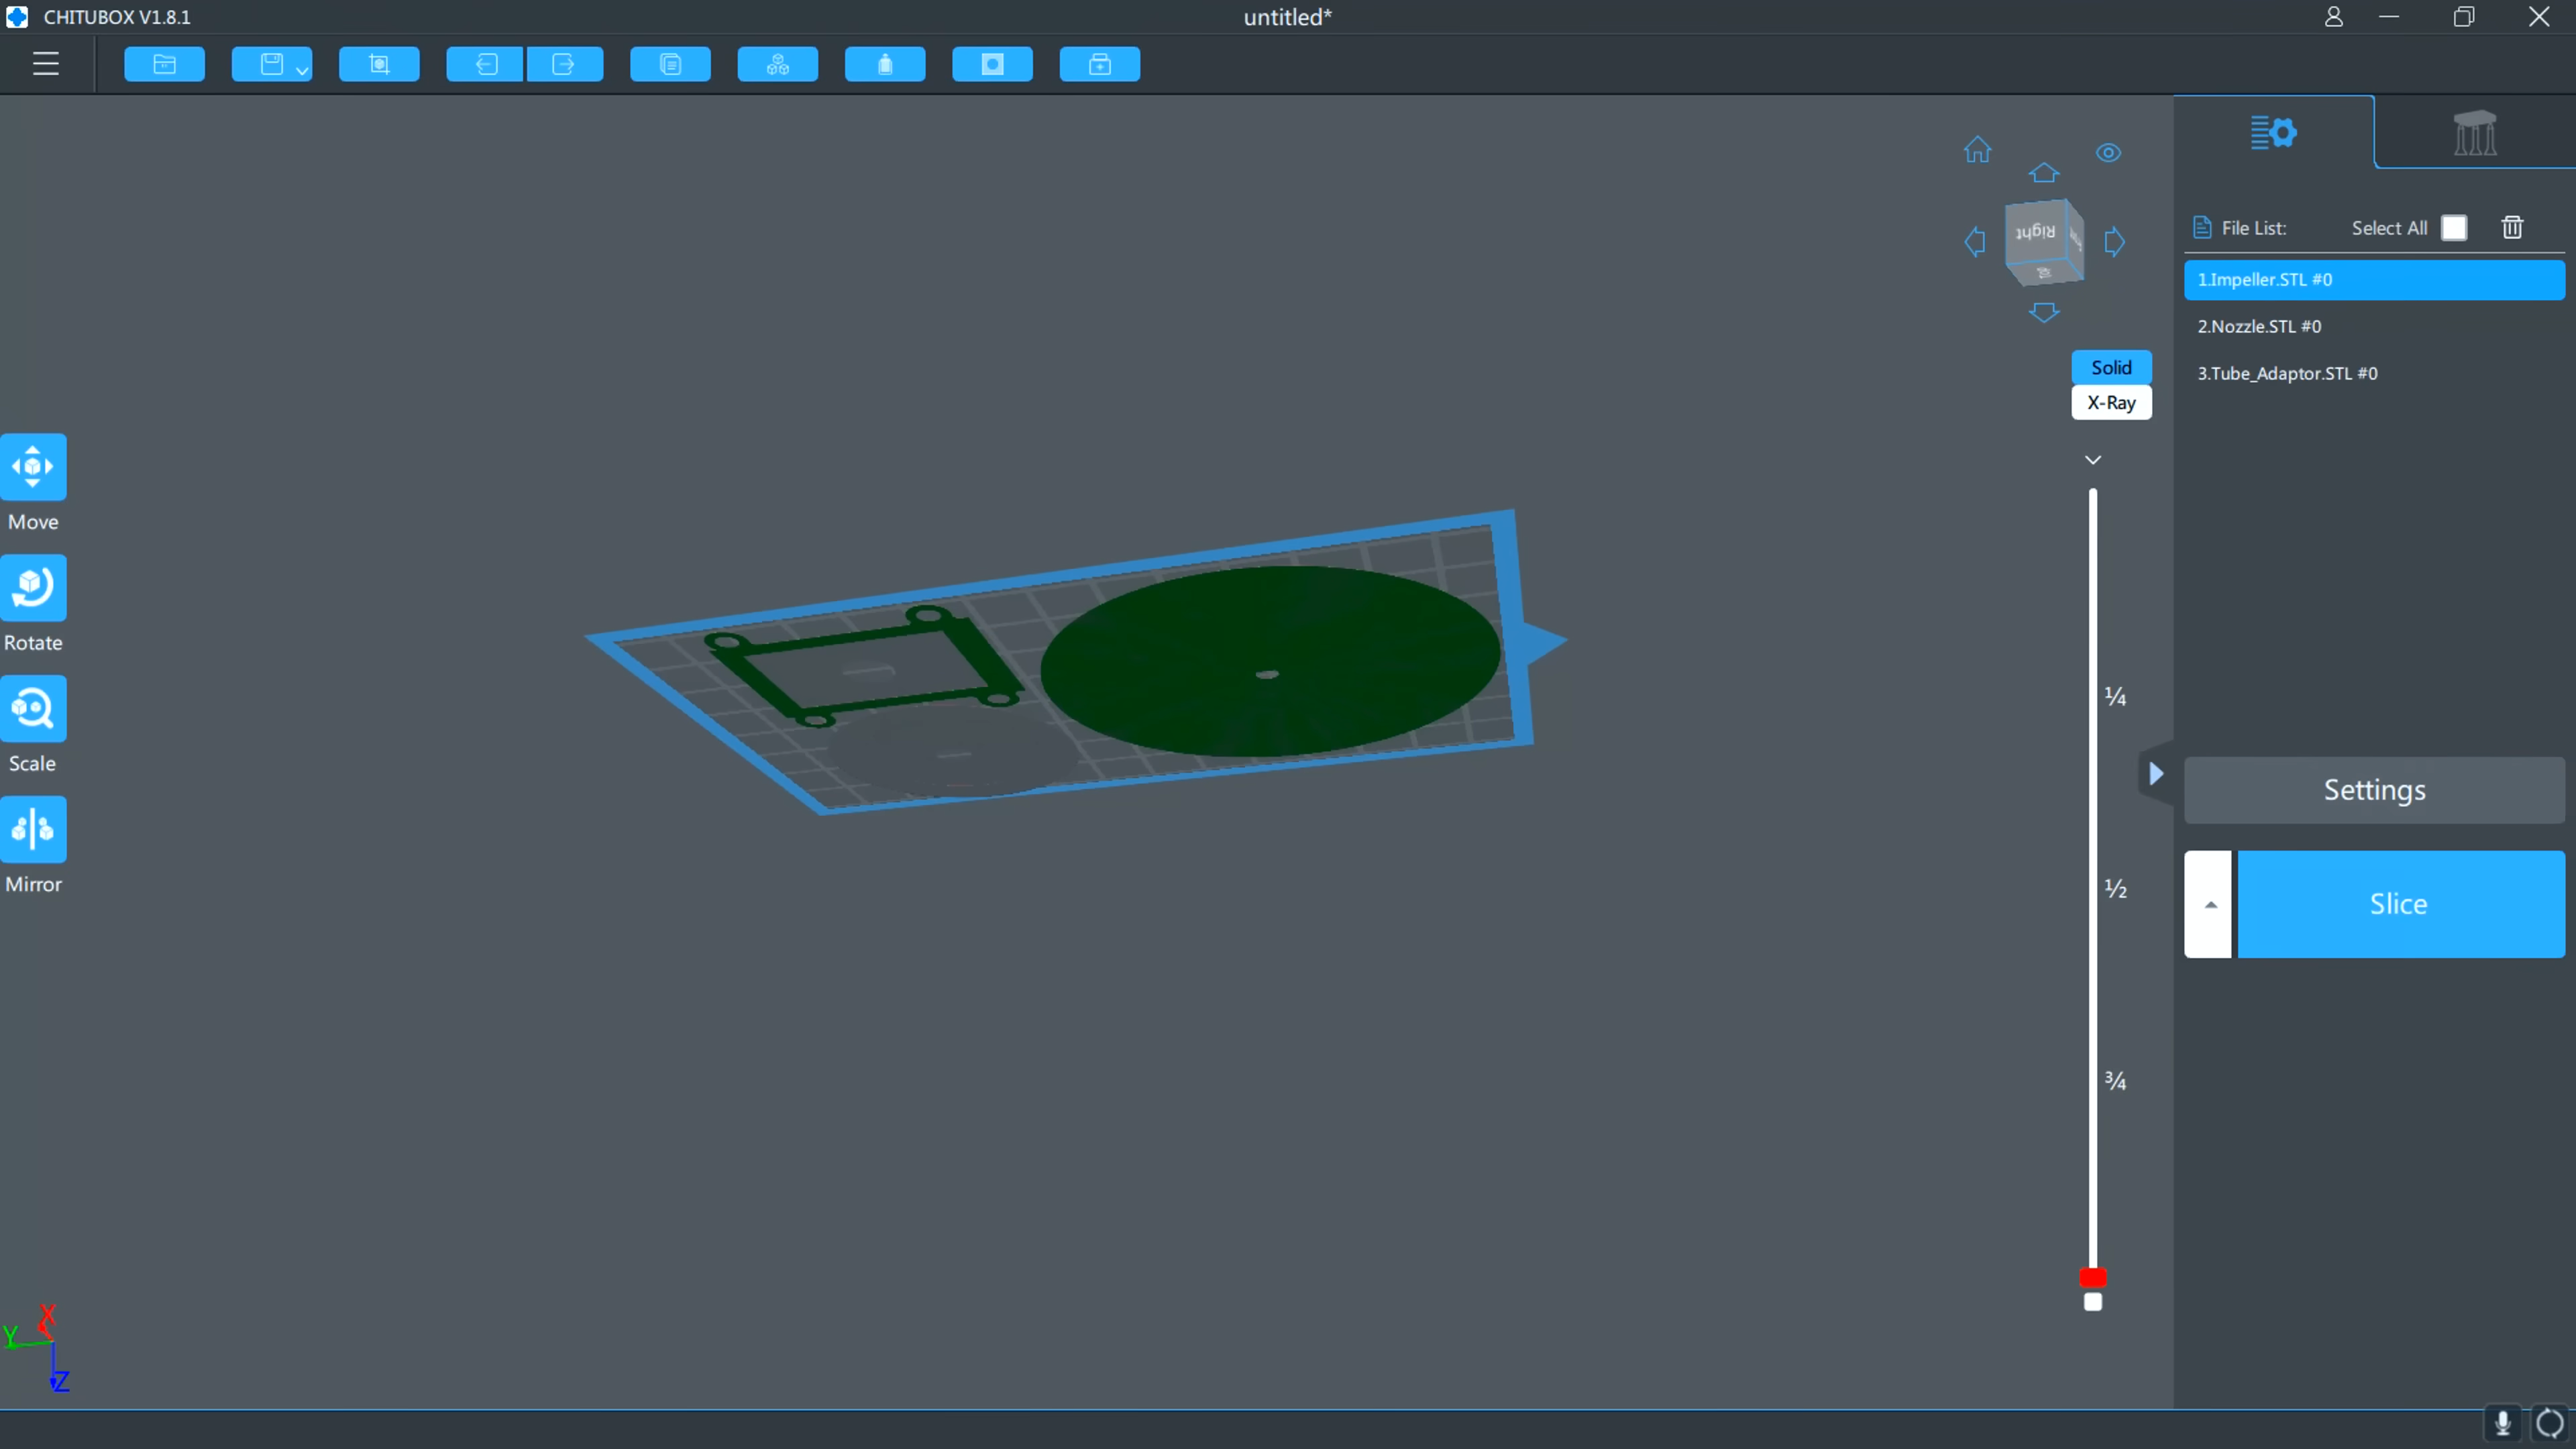 CHITUBOX V1.8.1
untitled*
Right
File List:
Select All
1.Impeller.STL #0
2.Nozzle.STL #0
3.Tube_Adaptor.STL #0
Solid
X-Ray
Move
Rotate
Scale
Mirror
¼
½
¾
Settings
Slice
X
Y
Z